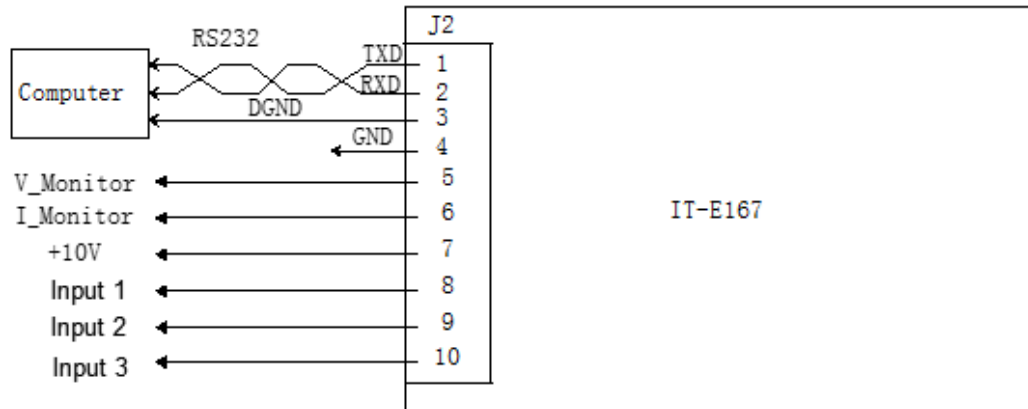 J2
RS232
TXD
1
Computer
RXD
2
DGND
3
GND
4
V_Monitor
5
I_Monitor
6
IT-E167
+10V
7
Input 1
8
Input 2
9
Input 3
10